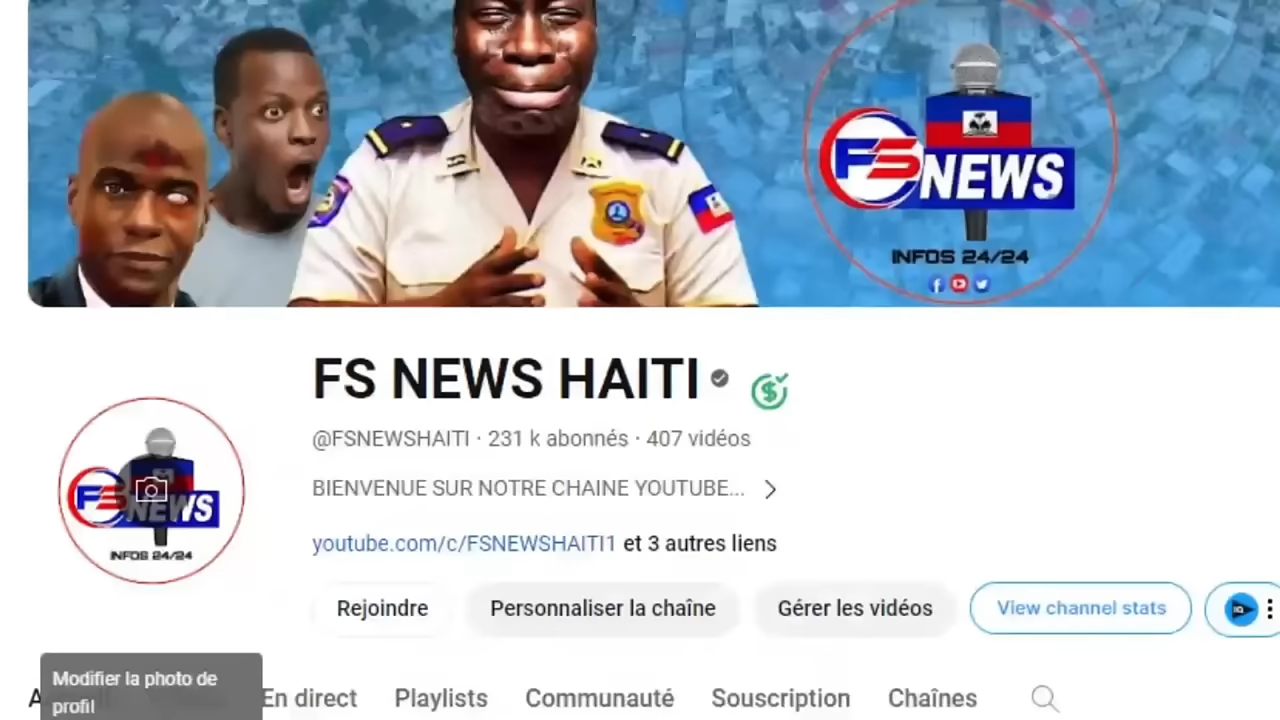 FS NEWS
INFOS 24/24
FS NEWS HAITI
@FSNEWSHAITI · 231 k abonnés · 407 vidéos
BIENVENUE SUR NOTRE CHAINE YOUTUBE...
youtube.com/c/FSNEWSHAITI1 et 3 autres liens
FS NEWS
INFOS 24/24
Rejoindre Personnaliser la chaîne Gérer les vidéos View channel stats IQ
Modifier la photo de
profil
En direct Playlists Communauté Souscription Chaînes